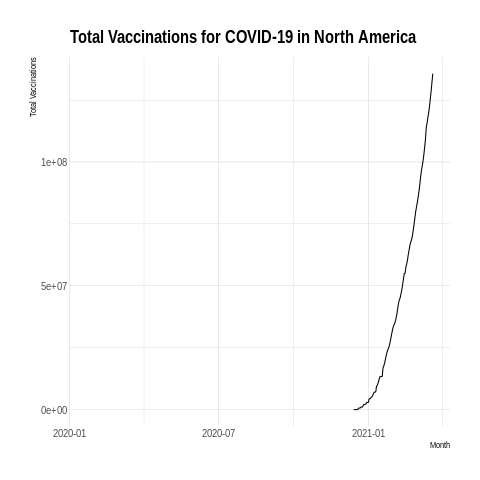 Total Vaccinations for COVID-19 in North America
Total Vaccinations
1e+08
5e+07
0e+00
2020-01 2020-07 2021-01
Month